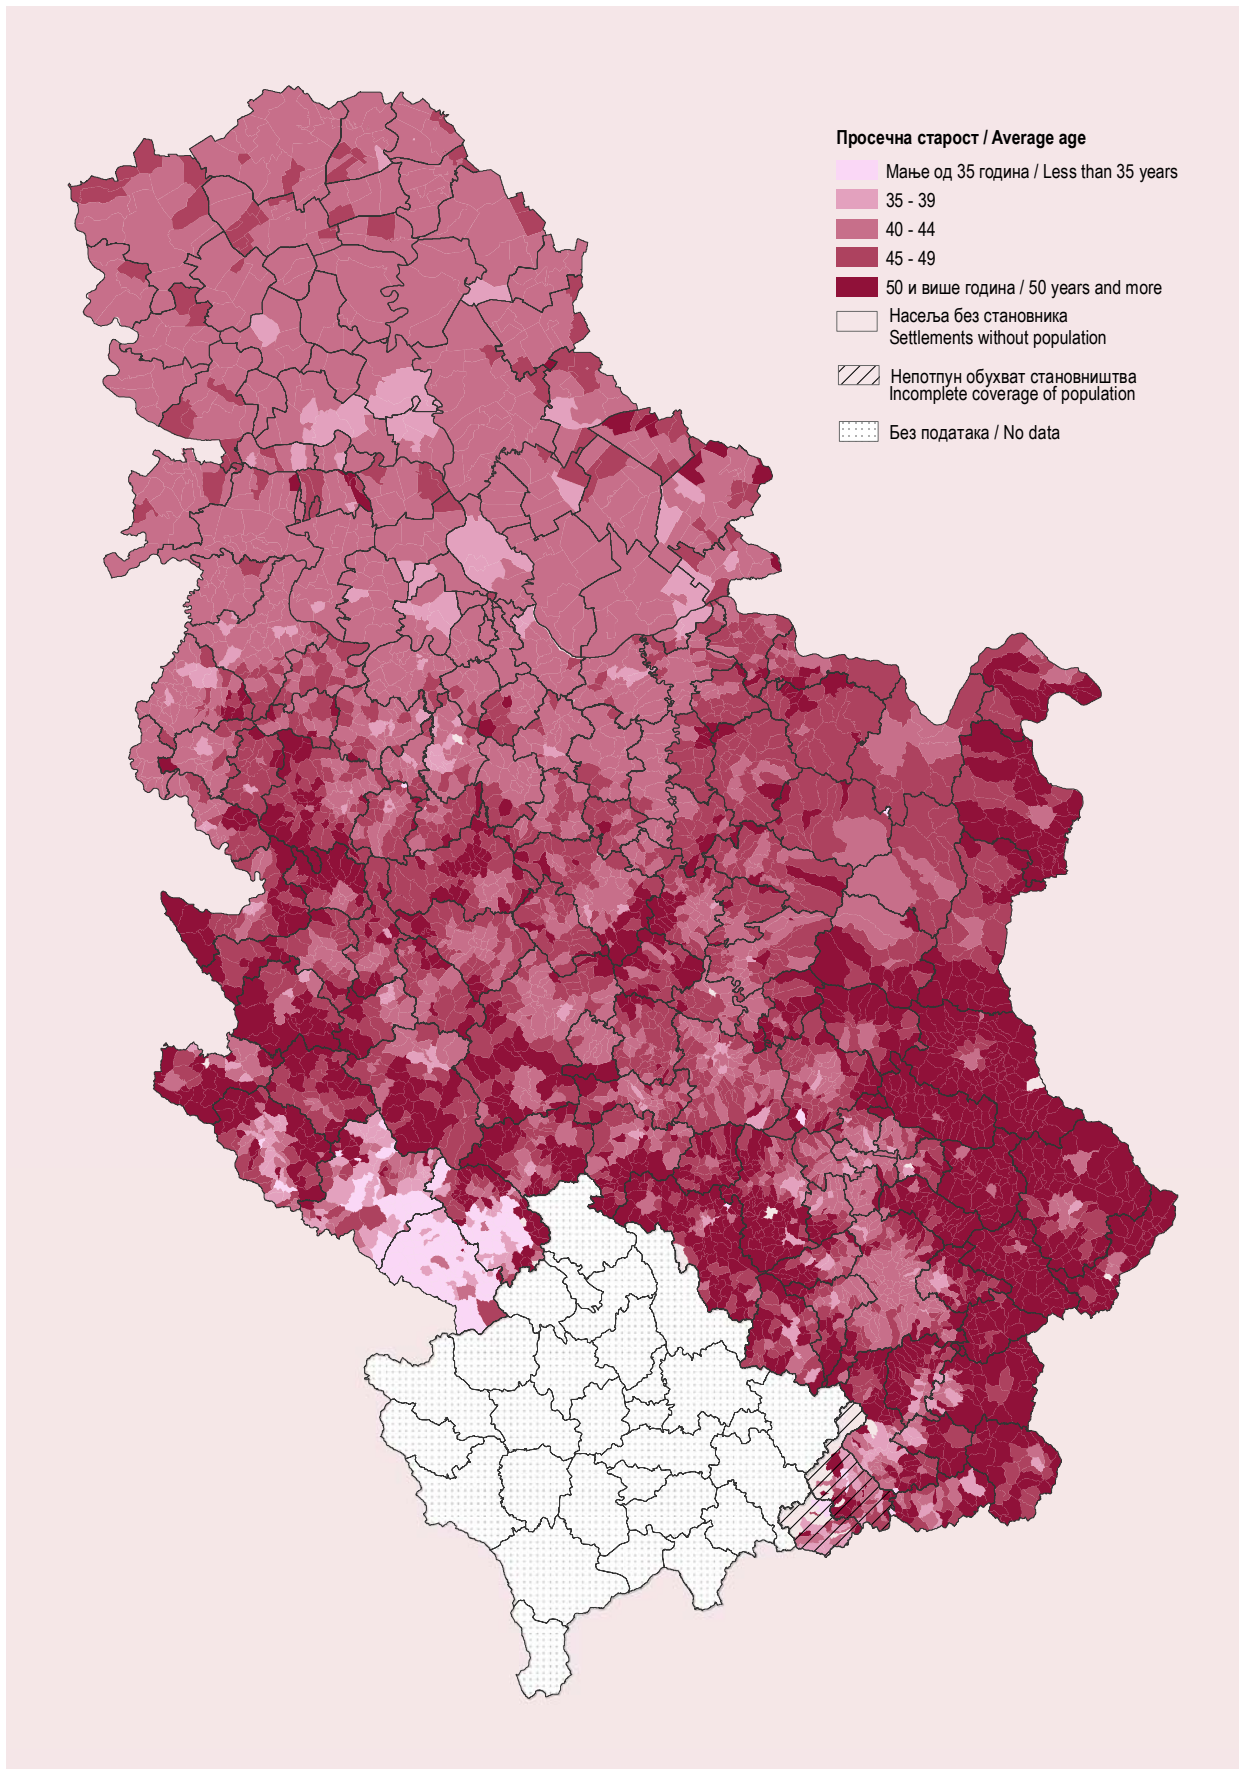 Просечна старост / Average age
Мање од 35 година / Less than 35 years
35 - 39
40 - 44
45 - 49
50 и више година / 50 years and more
Насеља без становника
Settlements without population
Непотпун обухват становништва
Incomplete coverage of population
Без података / No data